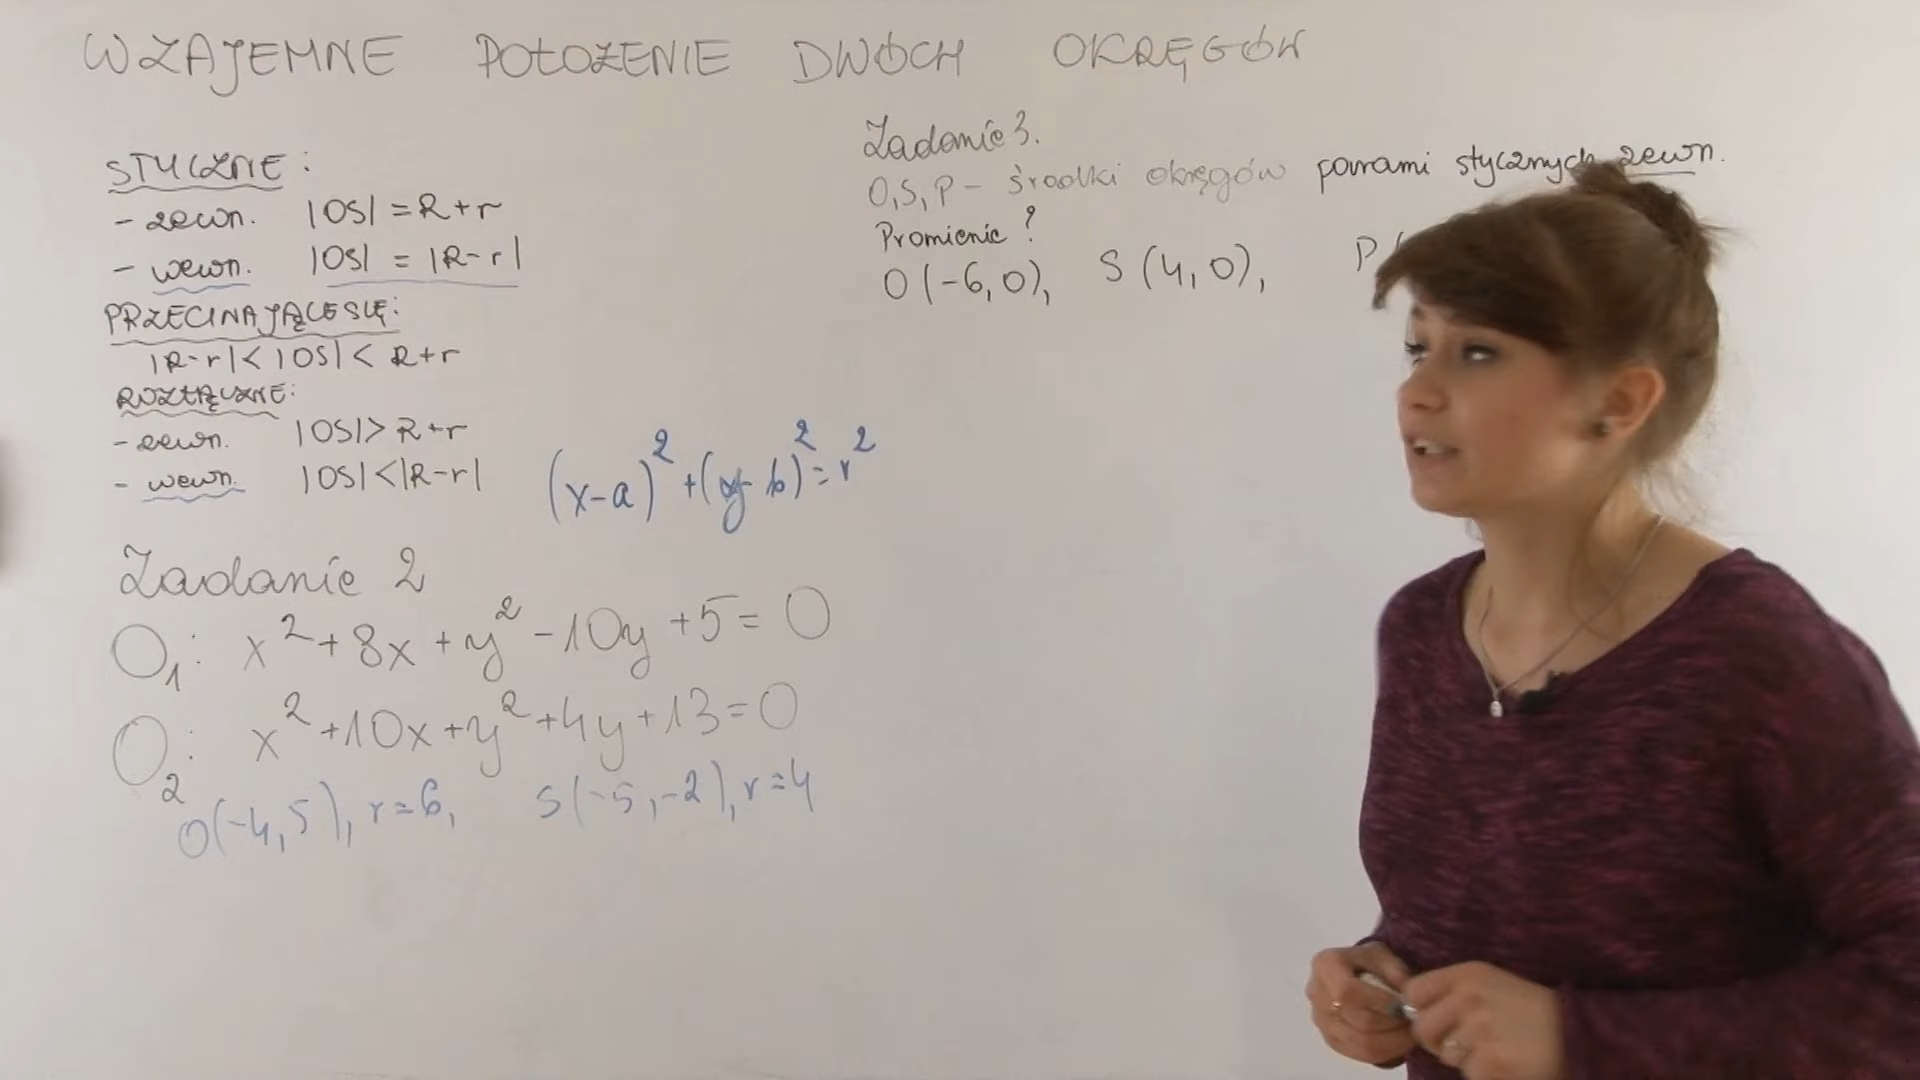 WZAJEMNE POŁOŻENIE DWÓCH OKRĘGÓW
STYCZNE:
- zewn. |OS| = R+r
- wewn. |OS| = |R-r|
PRZECINAJĄCE SIĘ:
|R-r| < |OS| < R+r
ROZŁĄCZNE:
- zewn. |OS| > R+r
- wewn. |OS| < |R-r|
(x-a)²+(y-b)²=r²
Zadanie 2
O₁: x²+8x+y²-10y+5=0
O₂: x²+10x+y²+4y+13=0
O(-4,5), r=6, S(-5,-2), r=4
Zadanie 3.
O,S,P - środki okręgów parami stycznych zewn.
Promienie?
O(-6,0), S(4,0), P(